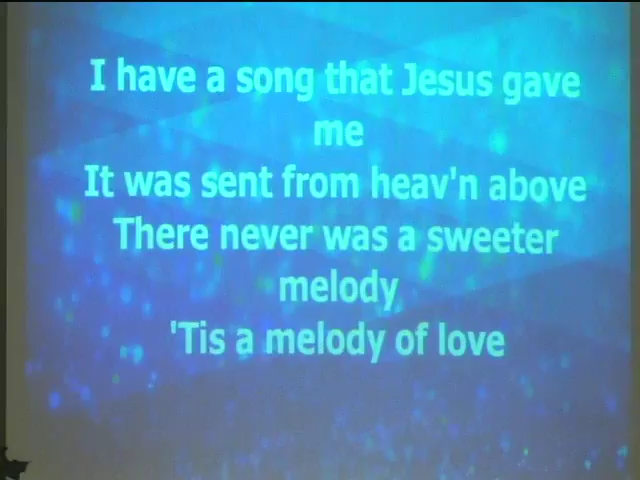 I have a song that Jesus gave
me
It was sent from heav'n above
There never was a sweeter
melody
'Tis a melody of love